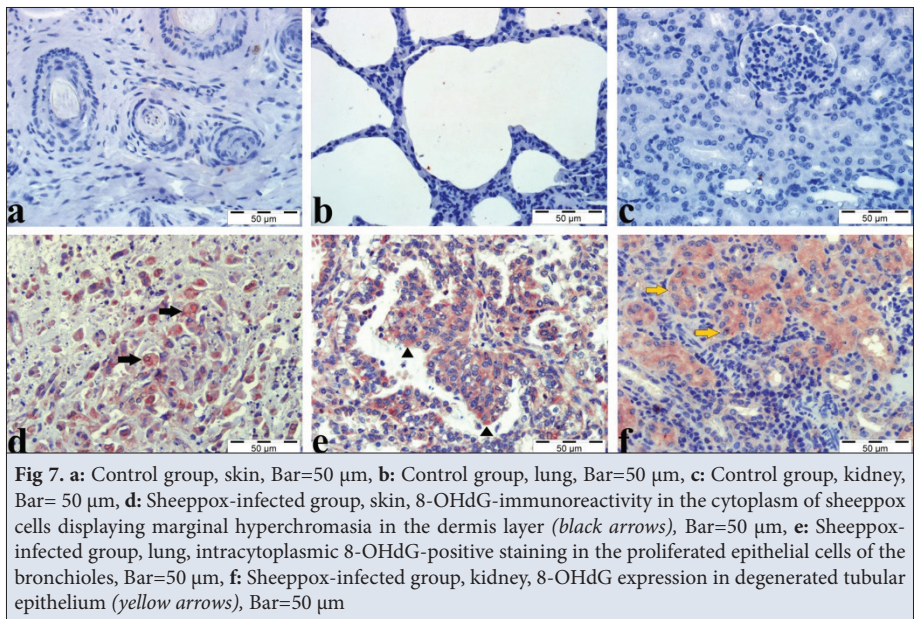 a
50 µm
b
50 µm
c
50 µm
d
50 µm
e
50 µm
f
50 µm
Fig 7. a: Control group, skin, Bar=50 µm, b: Control group, lung, Bar=50 µm, c: Control group, kidney,
Bar= 50 µm, d: Sheeppox-infected group, skin, 8-OHdG-immunoreactivity in the cytoplasm of sheeppox
cells displaying marginal hyperchromasia in the dermis layer (black arrows), Bar=50 µm, e: Sheeppox-
infected group, lung, intracytoplasmic 8-OHdG-positive staining in the proliferated epithelial cells of the
bronchioles, Bar=50 µm, f: Sheeppox-infected group, kidney, 8-OHdG expression in degenerated tubular
epithelium (yellow arrows), Bar=50 µm